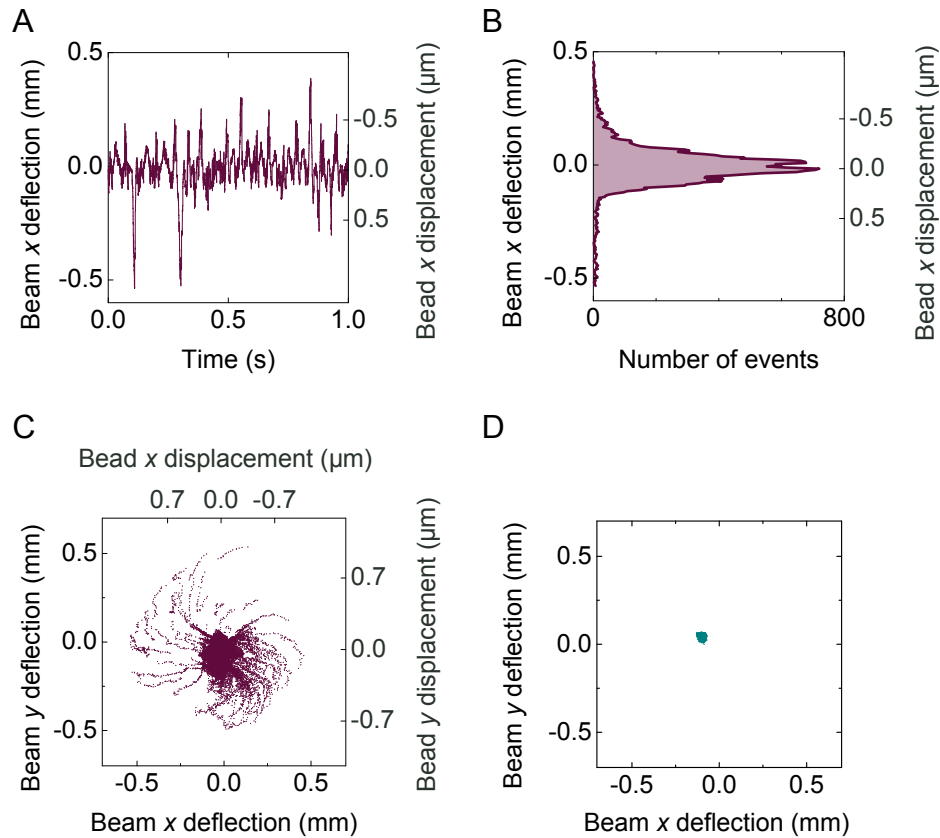 A
Beam x deflection (mm)
0.5
0.0
-0.5
0.0
0.5
1.0
Time (s)
-0.5
0.0
0.5
Bead x displacement (µm)
B
Beam x deflection (mm)
0.5
0.0
-0.5
0
400
800
Number of events
0.5
0.0
-0.5
Bead x displacement (µm)
C
Bead x displacement (µm)
0.7
0.0
-0.7
Beam y deflection (mm)
0.5
0.0
-0.5
-0.5
0.0
0.5
Beam x deflection (mm)
0.7
0.0
-0.7
Bead y displacement (µm)
D
Beam y deflection (mm)
0.5
0.0
-0.5
-0.5
0.0
0.5
Beam x deflection (mm)